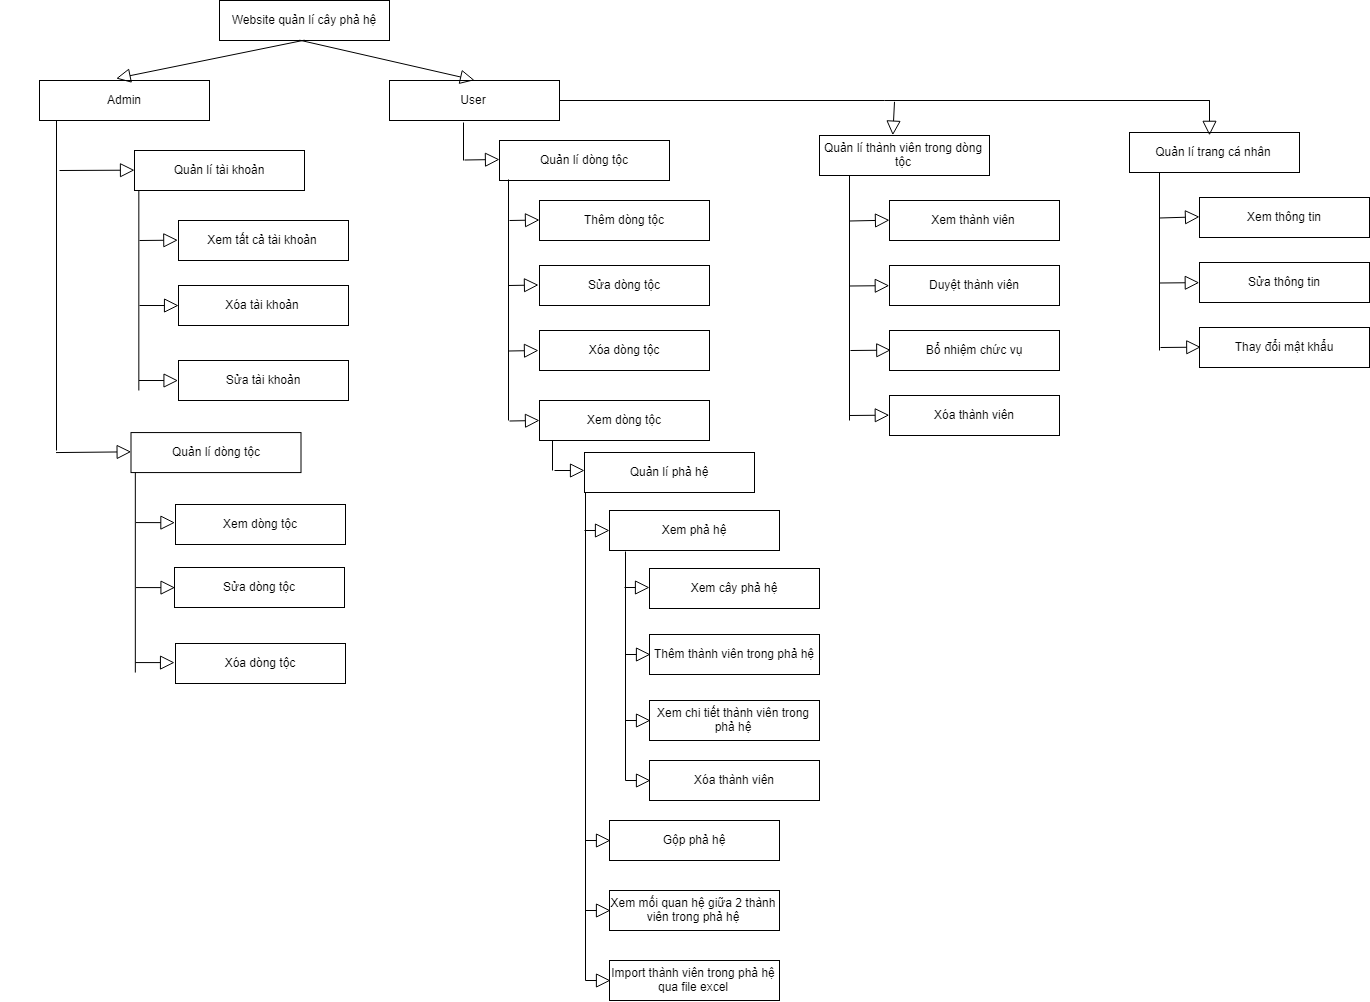 Website quản lí cây phả hệ
Admin
Quản lí tài khoản
Xem tất cả tài khoản
Xóa tài khoản
Sửa tài khoản
Quản lí dòng tộc
Xem dòng tộc
Sửa dòng tộc
Xóa dòng tộc
User
Quản lí dòng tộc
Thêm dòng tộc
Sửa dòng tộc
Xóa dòng tộc
Xem dòng tộc
Quản lí phả hệ
Xem phả hệ
Xem cây phả hệ
Thêm thành viên trong phả hệ
Xem chi tiết thành viên trong
phả hệ
Xóa thành viên
Gộp phả hệ
Xem mối quan hệ giữa 2 thành
viên trong phả hệ
Import thành viên trong phả hệ
qua file excel
Quản lí thành viên trong dòng
tộc
Xem thành viên
Duyệt thành viên
Bổ nhiệm chức vụ
Xóa thành viên
Quản lí trang cá nhân
Xem thông tin
Sửa thông tin
Thay đổi mật khẩu